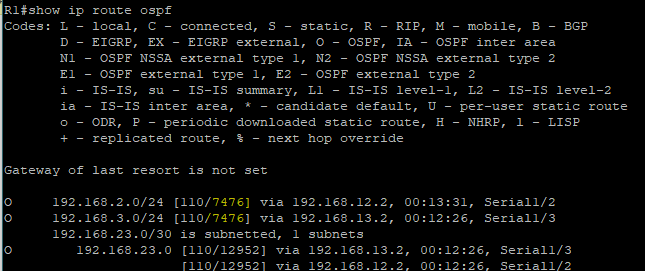 R1#show ip route ospf
Codes: L - local, C - connected, S - static, R - RIP, M - mobile, B - BGP
D - EIGRP, EX - EIGRP external, O - OSPF, IA - OSPF inter area
N1 - OSPF NSSA external type 1, N2 - OSPF NSSA external type 2
E1 - OSPF external type 1, E2 - OSPF external type 2
i - IS-IS, su - IS-IS summary, L1 - IS-IS level-1, L2 - IS-IS level-2
ia - IS-IS inter area, * - candidate default, U - per-user static route
o - ODR, P - periodic downloaded static route, H - NHRP, l - LISP
+ - replicated route, % - next hop override
Gateway of last resort is not set
O 192.168.2.0/24 [110/7476] via 192.168.12.2, 00:13:31, Serial1/2
O 192.168.3.0/24 [110/7476] via 192.168.13.2, 00:12:26, Serial1/3
192.168.23.0/30 is subnetted, 1 subnets
O 192.168.23.0 [110/12952] via 192.168.13.2, 00:12:26, Serial1/3
[110/12952] via 192.168.12.2, 00:12:26, Serial1/2